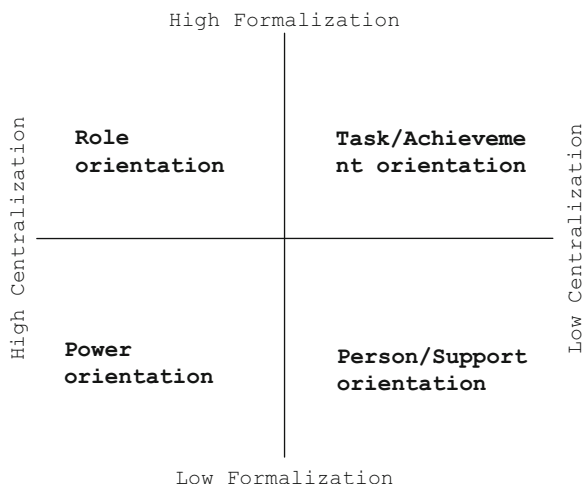 High Formalization
High Centralization
Role
orientation
Task/Achieveme
nt orientation
Low Centralization
Power
orientation
Person/Support
orientation
Low Formalization